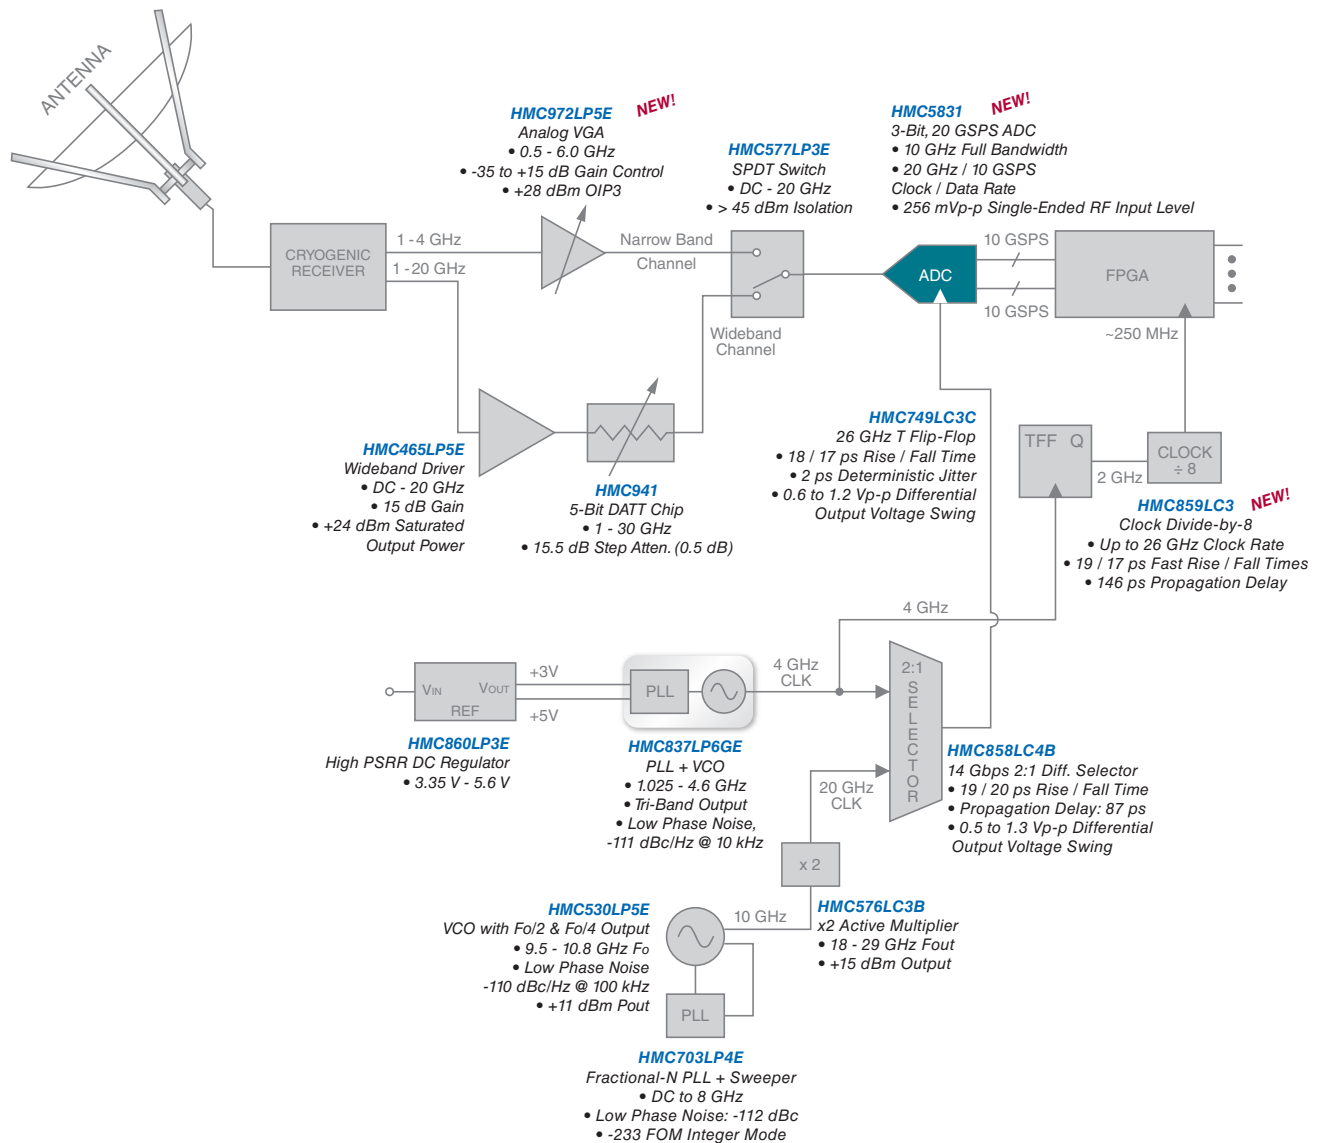 ANTENNA
HMC972LP5E
NEW!
Analog VGA
• 0.5 - 6.0 GHz
• -35 to +15 dB Gain Control
• +28 dBm OIP3
HMC577LP3E
SPDT Switch
• DC - 20 GHz
• > 45 dBm Isolation
HMC5831
NEW!
3-Bit, 20 GSPS ADC
• 10 GHz Full Bandwidth
• 20 GHz / 10 GSPS
Clock / Data Rate
• 256 mVp-p Single-Ended RF Input Level
CRYOGENIC
RECEIVER
1 - 4 GHz
1 - 20 GHz
Narrow Band
Channel
Wideband
Channel
ADC
10 GSPS
10 GSPS
FPGA
~250 MHz
HMC465LP5E
Wideband Driver
• DC - 20 GHz
• 15 dB Gain
• +24 dBm Saturated
Output Power
HMC941
5-Bit DATT Chip
• 1 - 30 GHz
• 15.5 dB Step Atten. (0.5 dB)
HMC749LC3C
26 GHz T Flip-Flop
• 18 / 17 ps Rise / Fall Time
• 2 ps Deterministic Jitter
• 0.6 to 1.2 Vp-p Differential
Output Voltage Swing
TFF Q
2 GHz
CLOCK
÷ 8
HMC859LC3
NEW!
Clock Divide-by-8
• Up to 26 GHz Clock Rate
• 19 / 17 ps Fast Rise / Fall Times
• 146 ps Propagation Delay
4 GHz
VIN
VOUT
REF
+3V
+5V
HMC860LP3E
High PSRR DC Regulator
• 3.35 V - 5.6 V
PLL
4 GHz
CLK
HMC837LP6GE
PLL + VCO
• 1.025 - 4.6 GHz
• Tri-Band Output
• Low Phase Noise,
-111 dBc/Hz @ 10 kHz
2:1
SELECTOR
20 GHz
CLK
HMC858LC4B
14 Gbps 2:1 Diff. Selector
• 19 / 20 ps Rise / Fall Time
• Propagation Delay: 87 ps
• 0.5 to 1.3 Vp-p Differential
Output Voltage Swing
x 2
HMC576LC3B
x2 Active Multiplier
• 18 - 29 GHz Fout
• +15 dBm Output
HMC530LP5E
VCO with Fo/2 & Fo/4 Output
• 9.5 - 10.8 GHz Fo
• Low Phase Noise
-110 dBc/Hz @ 100 kHz
• +11 dBm Pout
10 GHz
PLL
HMC703LP4E
Fractional-N PLL + Sweeper
• DC to 8 GHz
• Low Phase Noise: -112 dBc
• -233 FOM Integer Mode